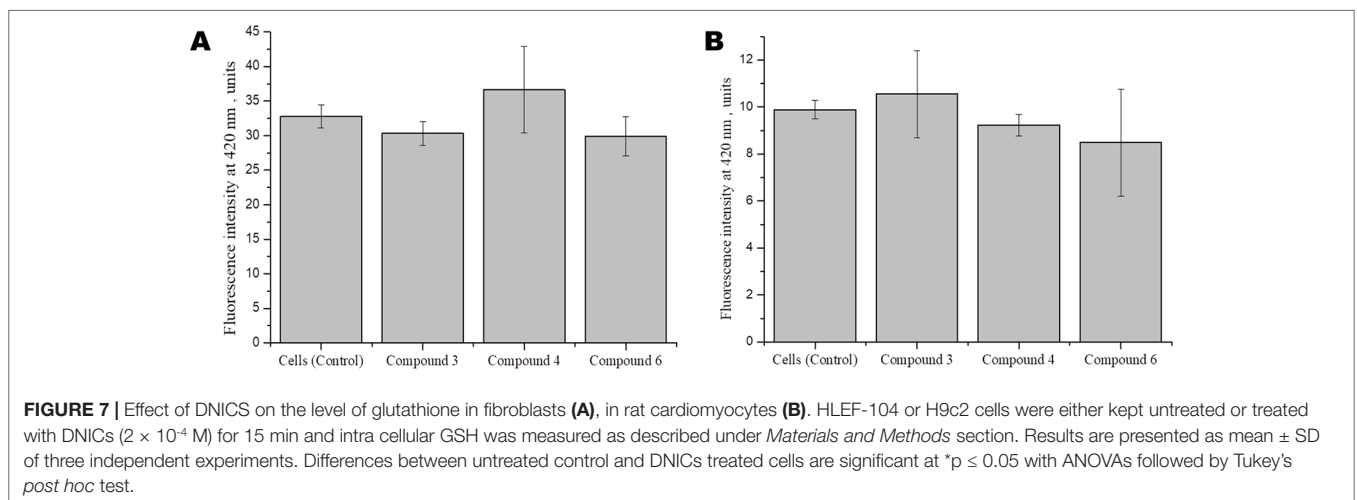 A
Fluorescence intensity at 420 nm , units
45
40
35
30
25
20
15
10
5
0
Cells (Control) Compound 3 Compound 4 Compound 6
B
Fluorescence intensity at 420 nm , units
12
10
8
6
4
2
0
Cells (Control) Compound 3 Compound 4 Compound 6
FIGURE 7 | Effect of DNICS on the level of glutathione in fibroblasts (A), in rat cardiomyocytes (B). HLEF-104 or H9c2 cells were either kept untreated or treated
with DNICs (2 × 10⁻⁴ M) for 15 min and intra cellular GSH was measured as described under Materials and Methods section. Results are presented as mean ± SD
of three independent experiments. Differences between untreated control and DNICs treated cells are significant at *p ≤ 0.05 with ANOVAs followed by Tukey’s
post hoc test.